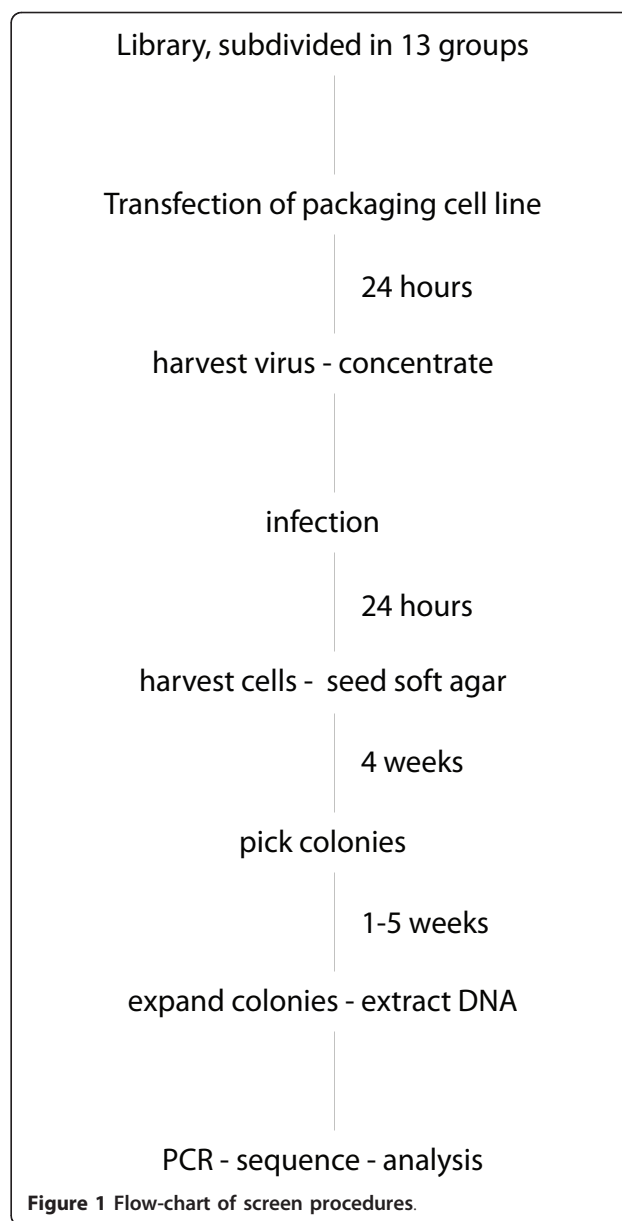 Library, subdivided in 13 groups
Transfection of packaging cell line
24 hours
harvest virus - concentrate
infection
24 hours
harvest cells - seed soft agar
4 weeks
pick colonies
1-5 weeks
expand colonies - extract DNA
PCR - sequence - analysis
Figure 1 Flow-chart of screen procedures.